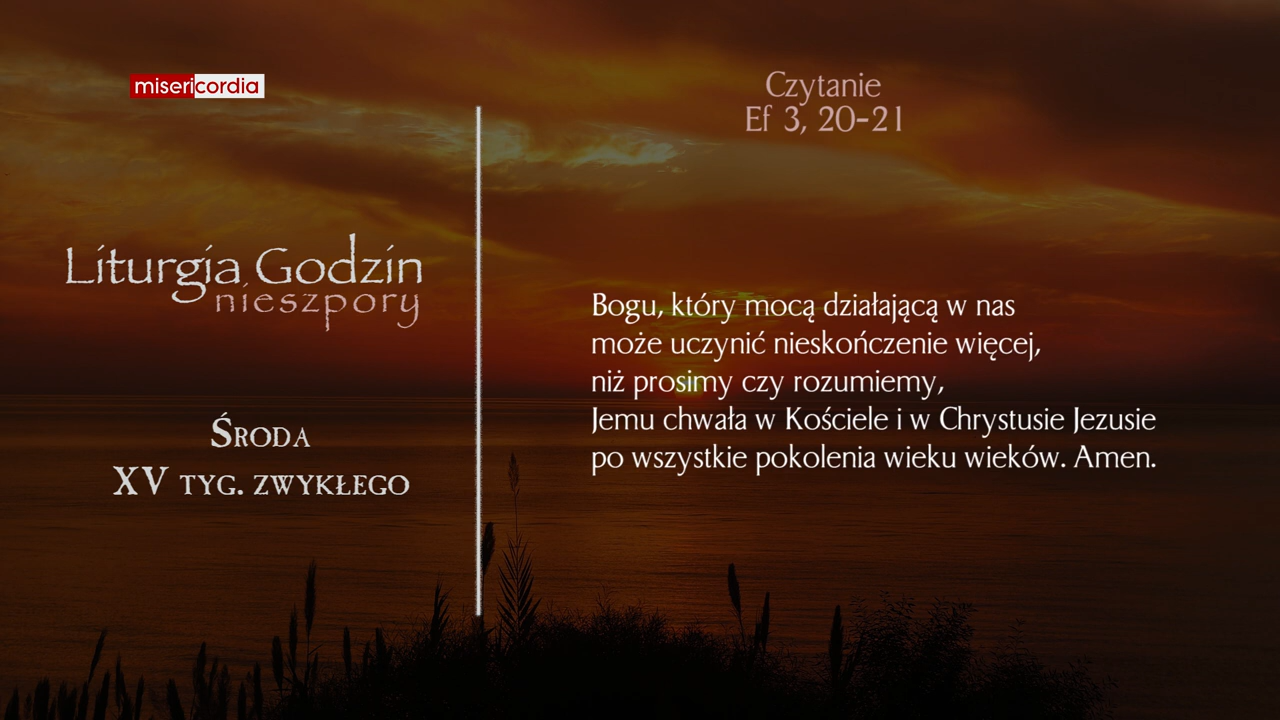 misericordia
Liturgia Godzin
nieszpory
Środa
XV tyg. zwykłego
Czytanie
Ef 3, 20-21
Bogu, który mocą działającą w nas
może uczynić nieskończenie więcej,
niż prosimy czy rozumiemy,
Jemu chwała w Kościele i w Chrystusie Jezusie
po wszystkie pokolenia wieku wieków. Amen.